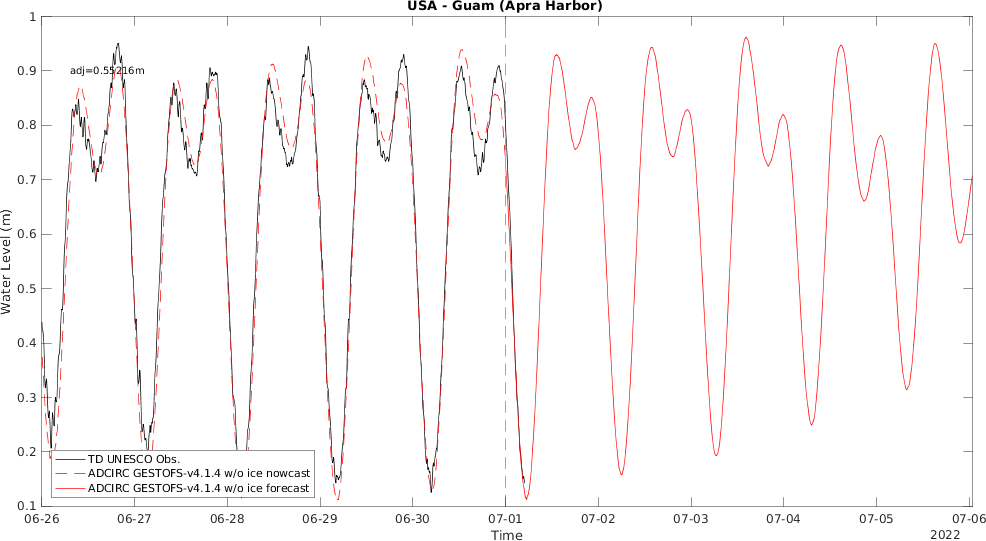 USA - Guam (Apra Harbor)
1
0.9
0.8
0.7
0.6
0.5
0.4
0.3
0.2
0.1
Water Level (m)
adj=0.55216m
TD UNESCO Obs.
ADCIRC GESTOFS-v4.1.4 w/o ice nowcast
ADCIRC GESTOFS-v4.1.4 w/o ice forecast
06-26 06-27 06-28 06-29 06-30 07-01 07-02 07-03 07-04 07-05 07-06
Time
2022